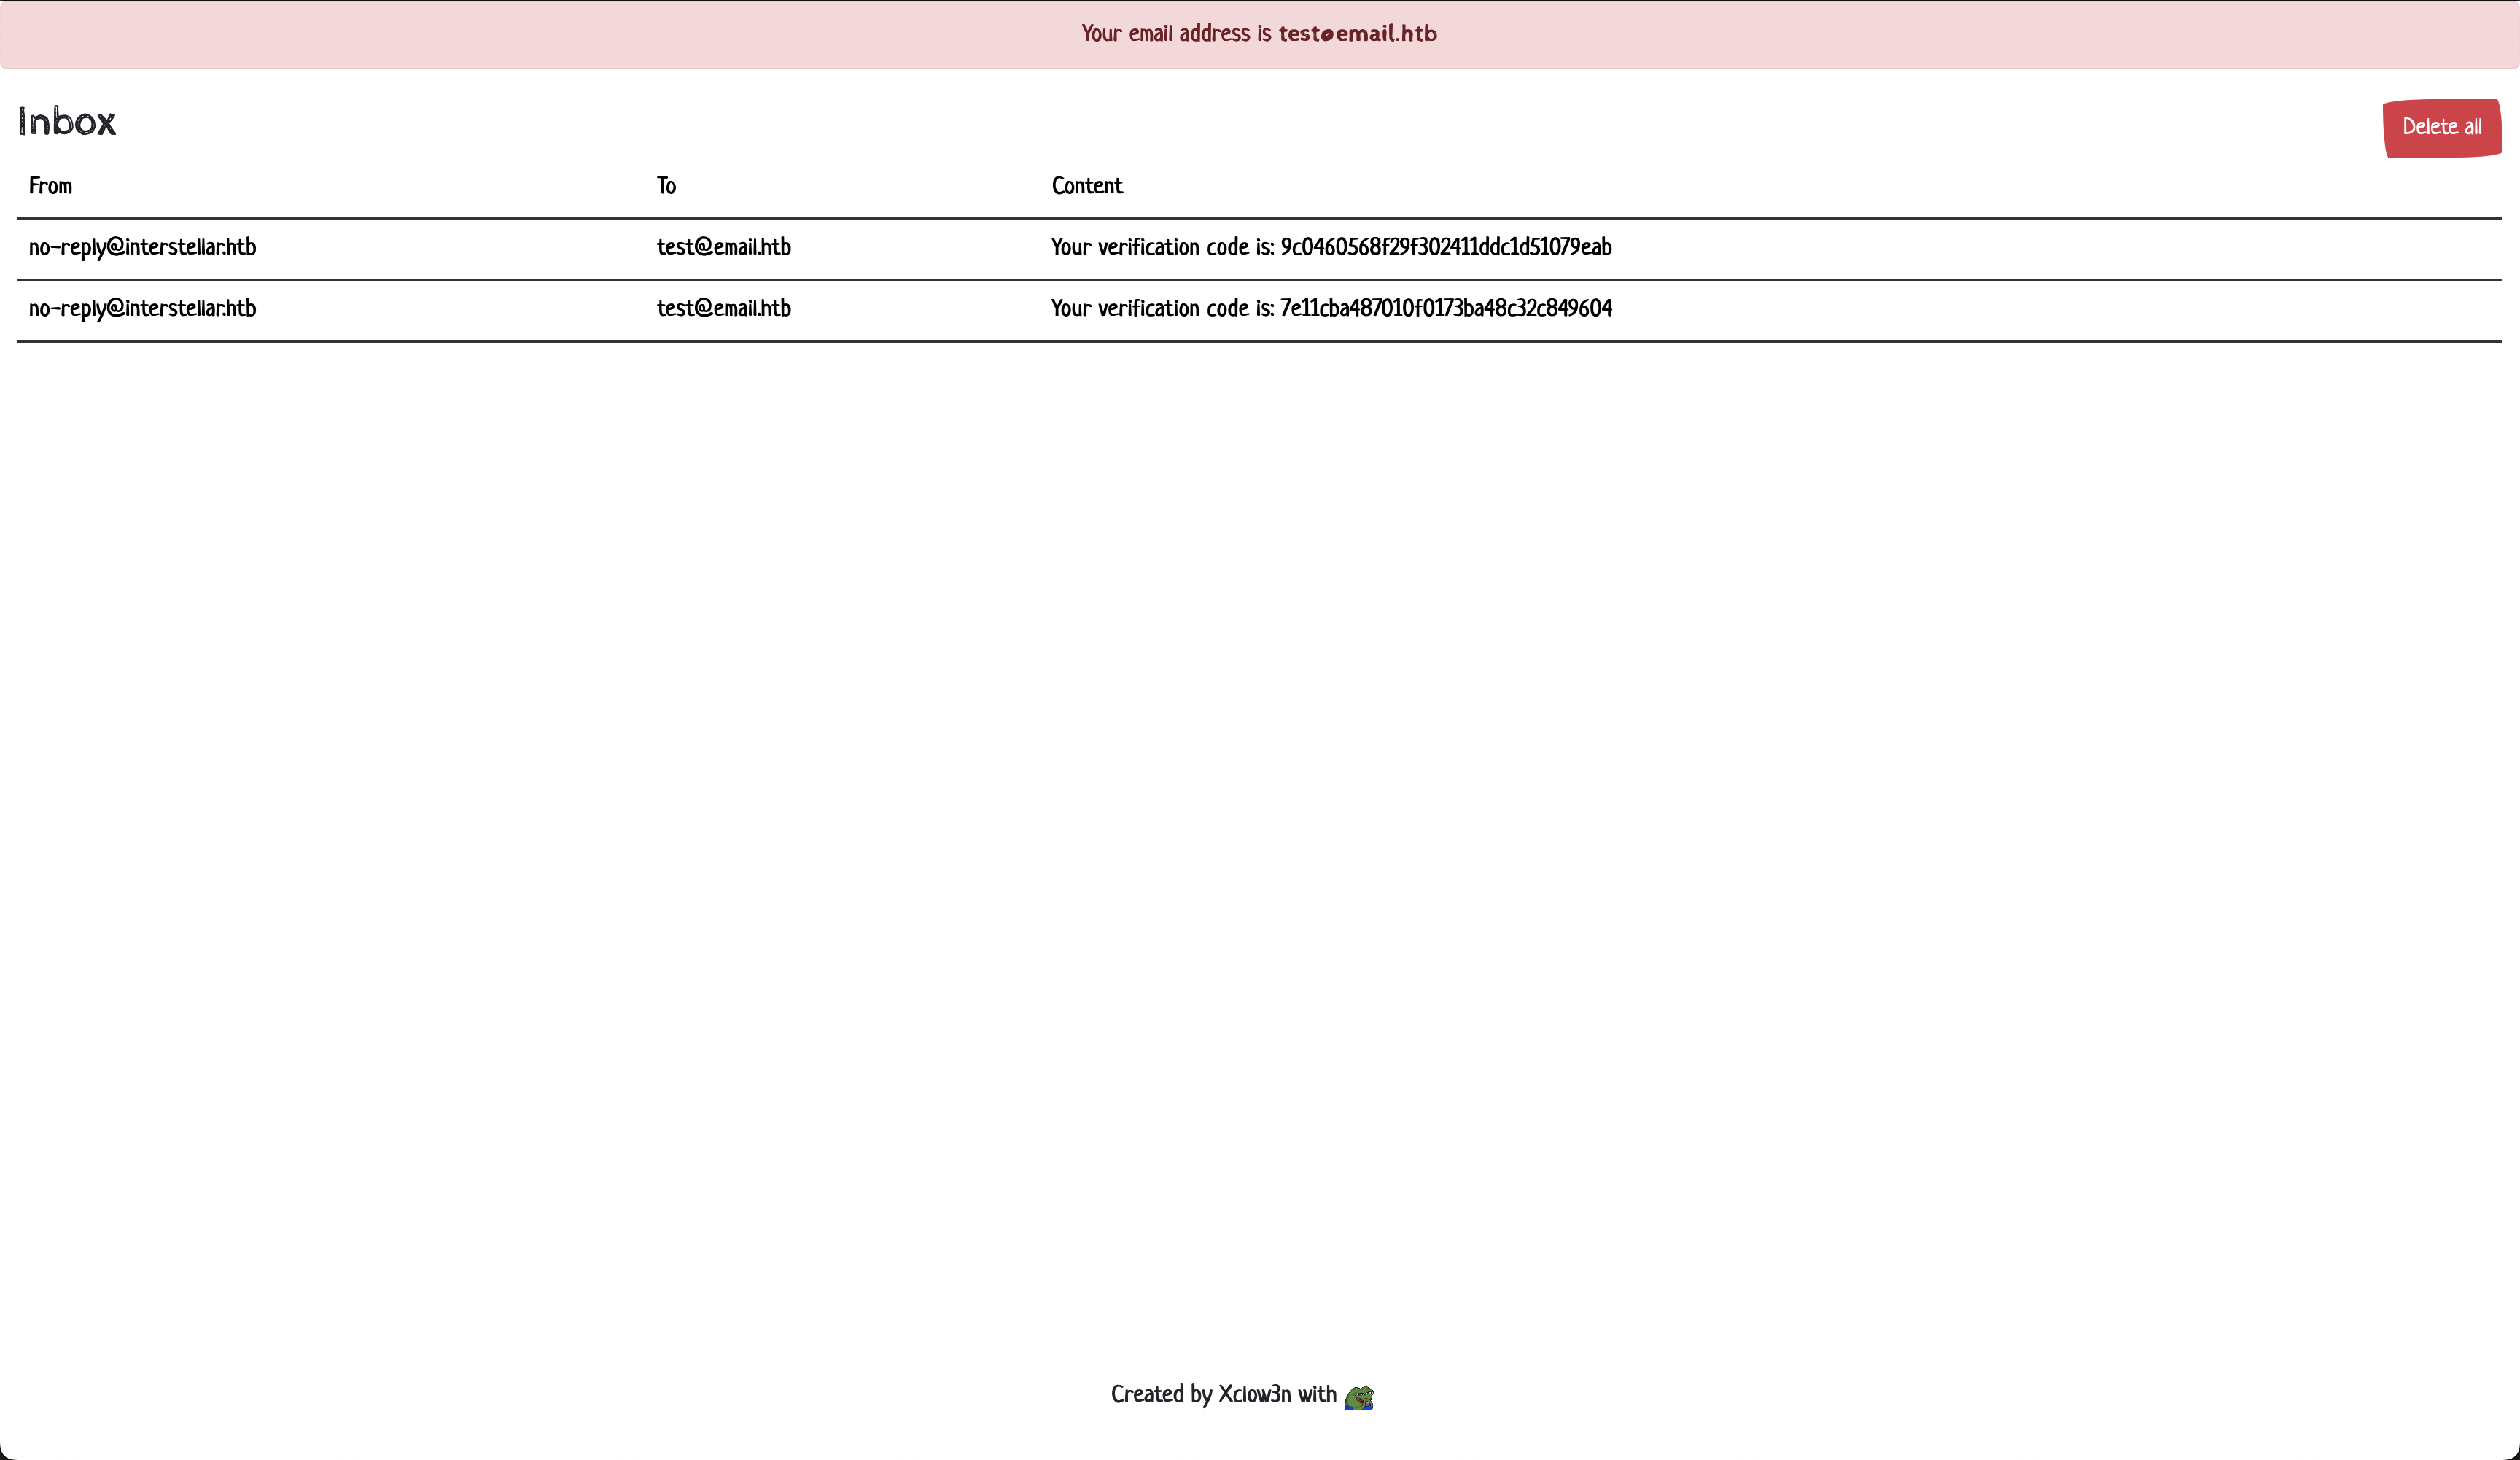 Your email address is test@email.htb
Inbox
Delete all
From To Content
no-reply@interstellar.htb test@email.htb Your verification code is: 9c0460568f29f302411ddc1d51079eab
no-reply@interstellar.htb test@email.htb Your verification code is: 7e11cba487010f0173ba48c32c849604
Created by Xclow3n with